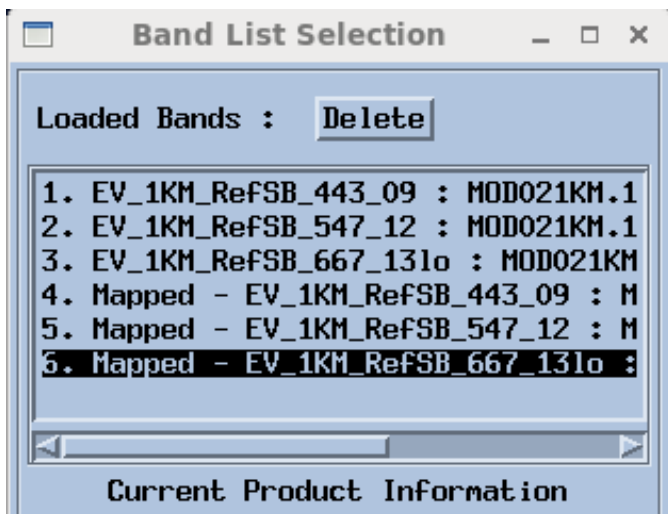 Band List Selection
Loaded Bands : Delete
1. EV_1KM_RefSB_443_09 : MOD021KM.1
2. EV_1KM_RefSB_547_12 : MOD021KM.1
3. EV_1KM_RefSB_667_13lo : MOD021KM
4. Mapped - EV_1KM_RefSB_443_09 : M
5. Mapped - EV_1KM_RefSB_547_12 : M
6. Mapped - EV_1KM_RefSB_667_13lo :
Current Product Information